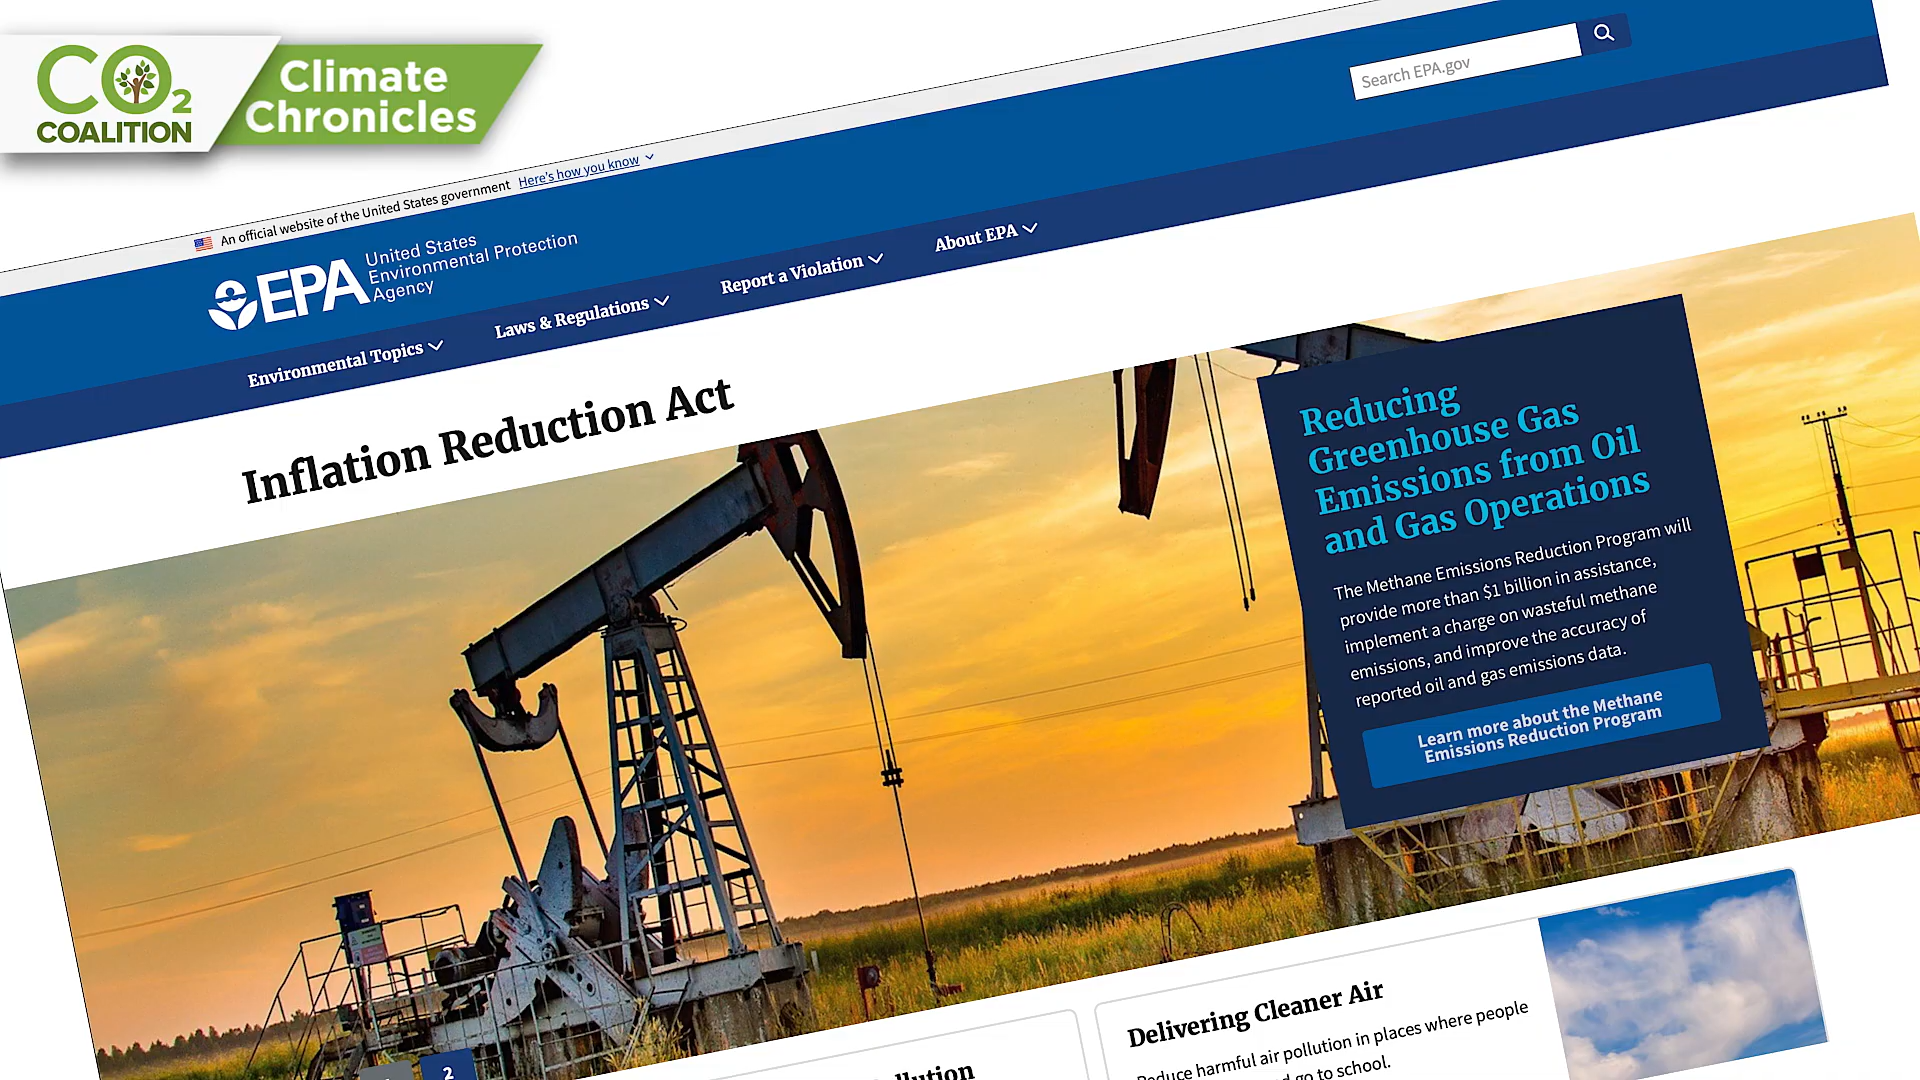 CO2
COALITION
Climate
Chronicles
An official website of the United States government Here's how you know
Search EPA.gov
EPA
United States
Environmental Protection
Agency
Environmental Topics
Laws & Regulations
Report a Violation
About EPA
Inflation Reduction Act
Reducing
Greenhouse Gas
Emissions from Oil
and Gas Operations
The Methane Emissions Reduction Program will
provide more than $1 billion in assistance,
implement a charge on wasteful methane
emissions, and improve the accuracy of
reported oil and gas emissions data.
Learn more about the Methane
Emissions Reduction Program
2
Delivering Cleaner Air
Reduce harmful air pollution in places where people
go to school.